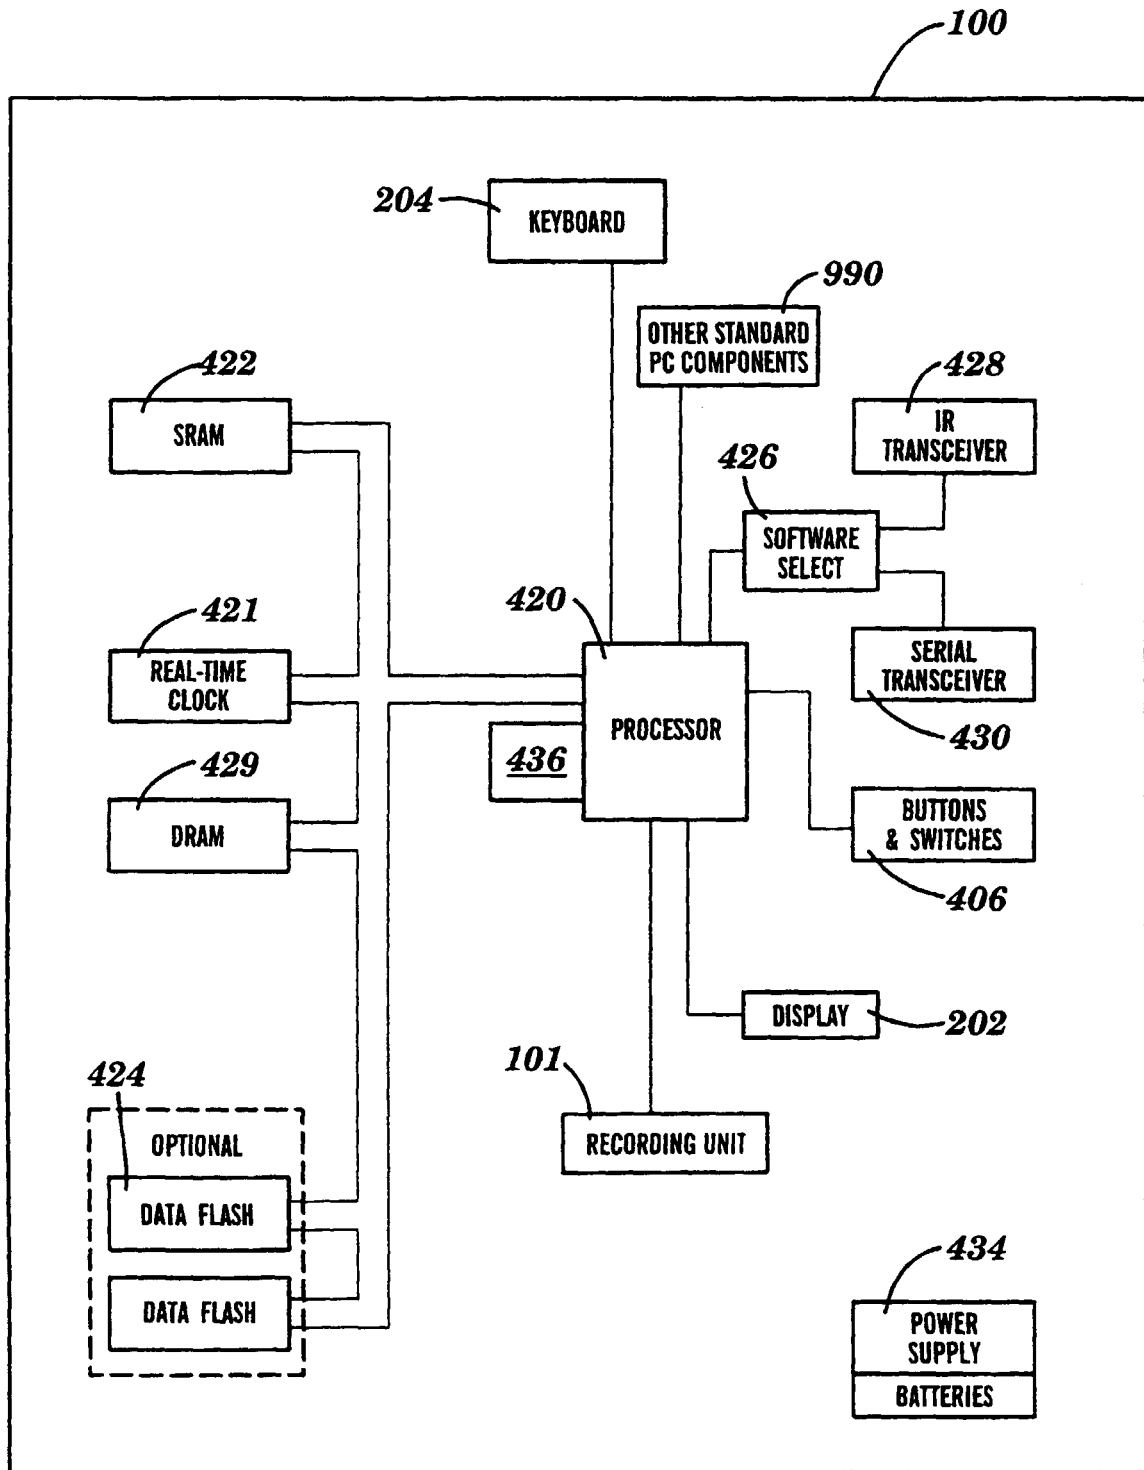 100
204
KEYBOARD
990
OTHER STANDARD
PC COMPONENTS
422
SRAM
428
IR
TRANSCEIVER
426
SOFTWARE
SELECT
421
REAL-TIME
CLOCK
420
PROCESSOR
436
SERIAL
TRANSCEIVER
430
429
DRAM
BUTTONS
& SWITCHES
406
DISPLAY
202
101
RECORDING UNIT
424
OPTIONAL
DATA FLASH
DATA FLASH
434
POWER
SUPPLY
BATTERIES